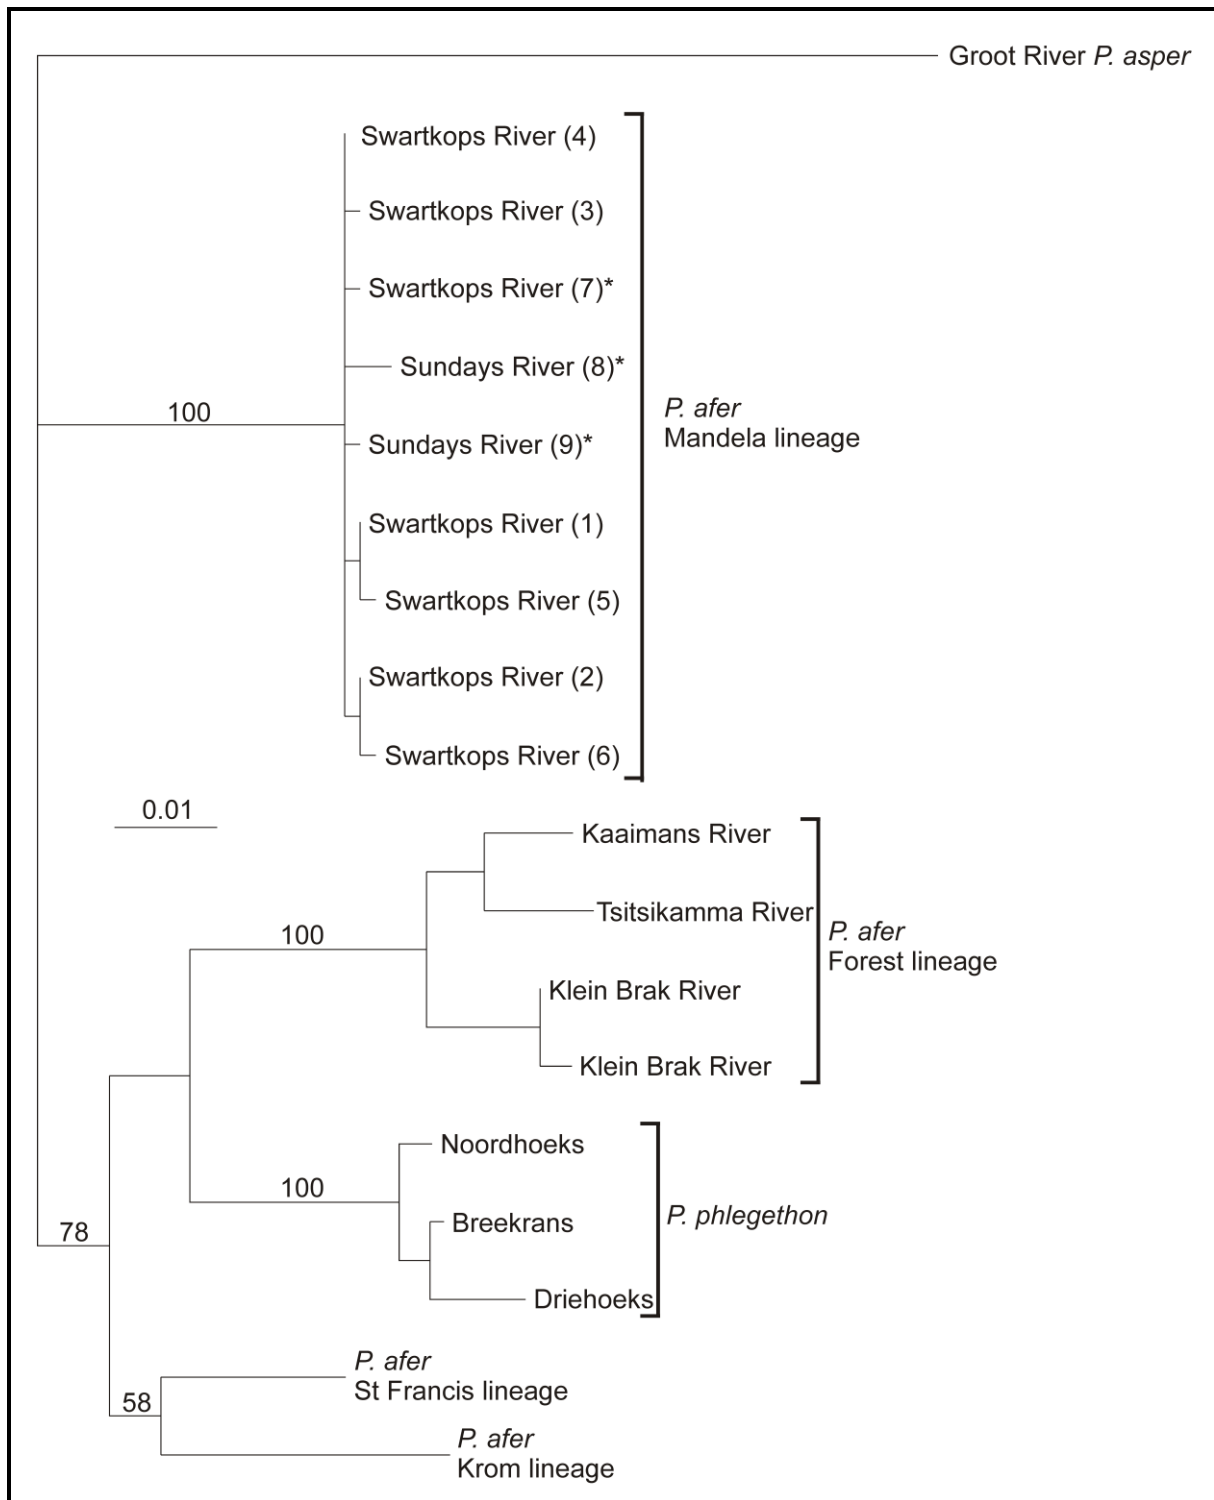 Groot River P. asper
Swartkops River (4)
Swartkops River (3)
Swartkops River (7)*
Sundays River (8)*
100
P. afer
Mandela lineage
Sundays River (9)*
Swartkops River (1)
Swartkops River (5)
Swartkops River (2)
Swartkops River (6)
0.01
Kaaimans River
Tsitsikamma River
100
P. afer
Forest lineage
Klein Brak River
Klein Brak River
Noordhoeks
100
Breekrans
P. phlegethon
78
Driehoeks
P. afer
St Francis lineage
58
P. afer
Krom lineage